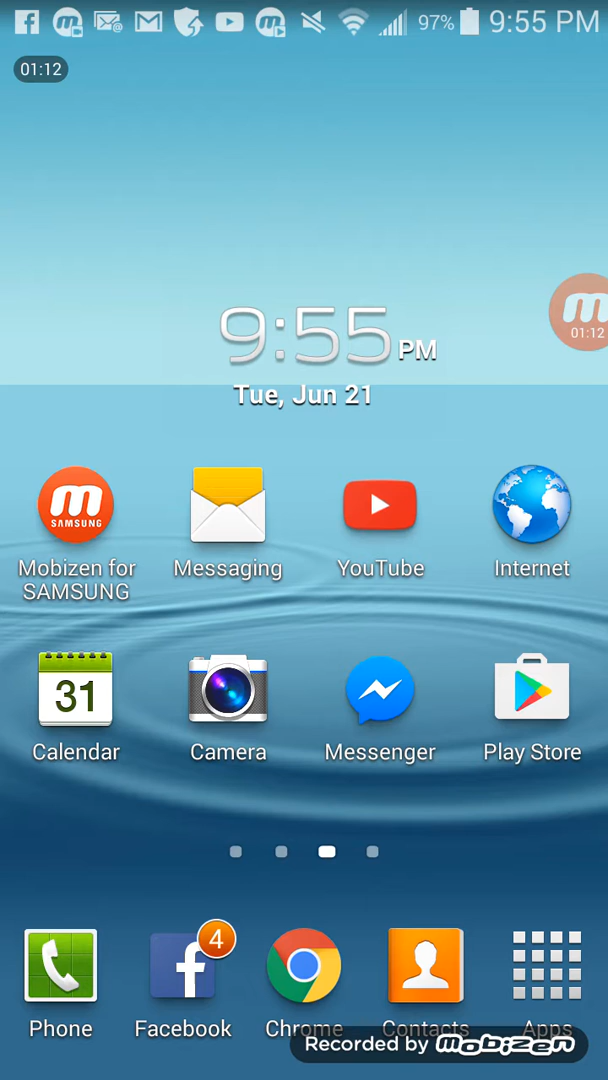 97% 9:55 PM
01:12
9:55 PM
01:12
Tue, Jun 21
SAMSUNG
Mobizen for
SAMSUNG
Messaging
YouTube
Internet
31
Calendar
Camera
Messenger
Play Store
4
Phone
Facebook
Chrome
Contacts
Apps
Recorded by mobizen